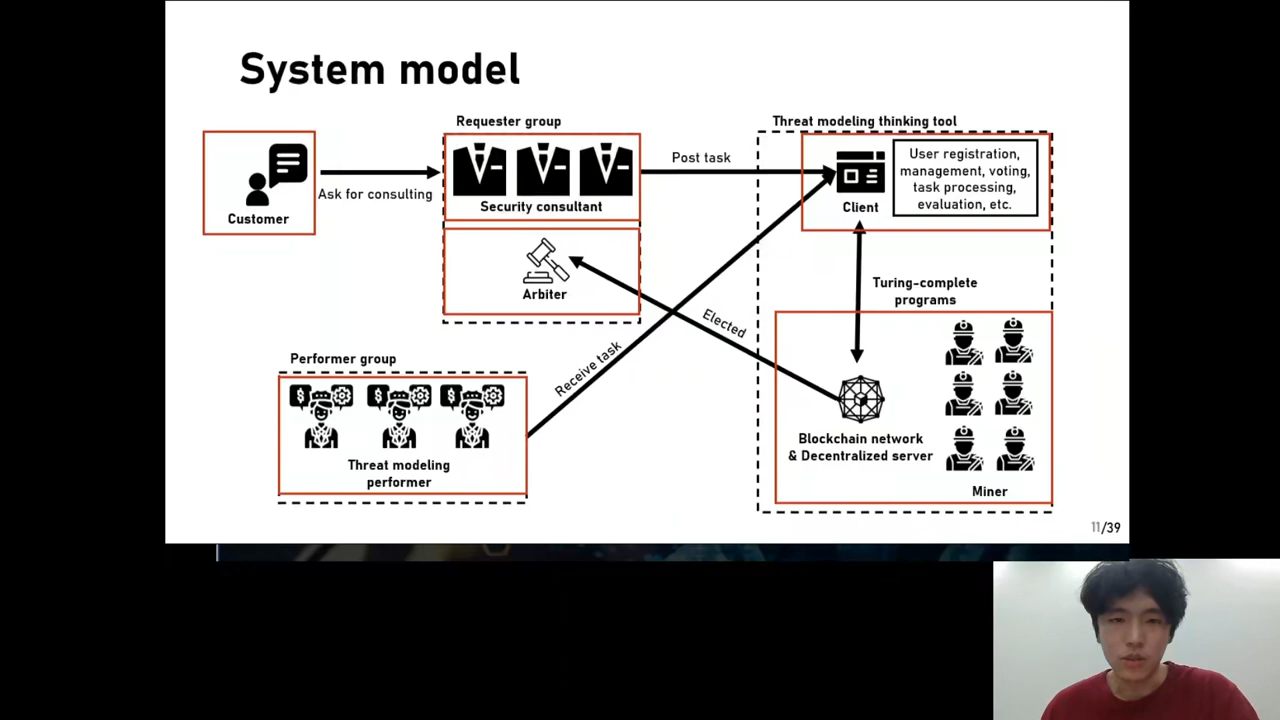 System model
Requester group
Threat modeling thinking tool
Customer
Ask for consulting
Security consultant
Post task
Client
User registration,
management, voting,
task processing,
evaluation, etc.
Arbiter
Elected
Turing-complete
programs
Performer group
Receive task
$
$
$
Threat modeling
performer
Blockchain network
& Decentralized server
Miner
11/39